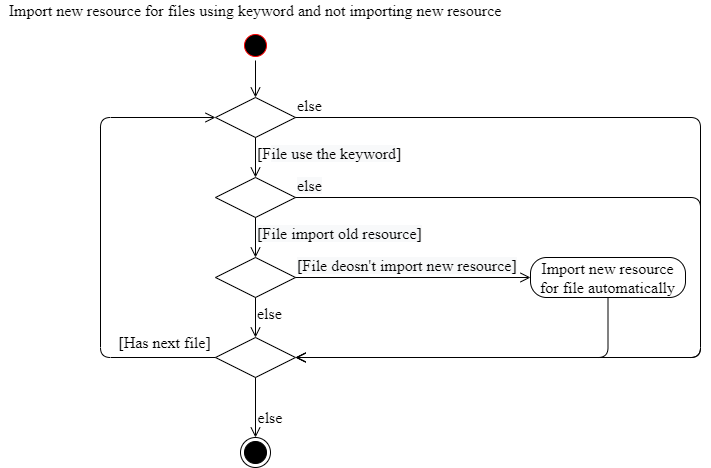 Import new resource for files using keyword and not importing new resource
else
[File use the keyword]
else
[File import old resource]
[File deosn't import new resource]
Import new resource
for file automatically
else
[Has next file]
else